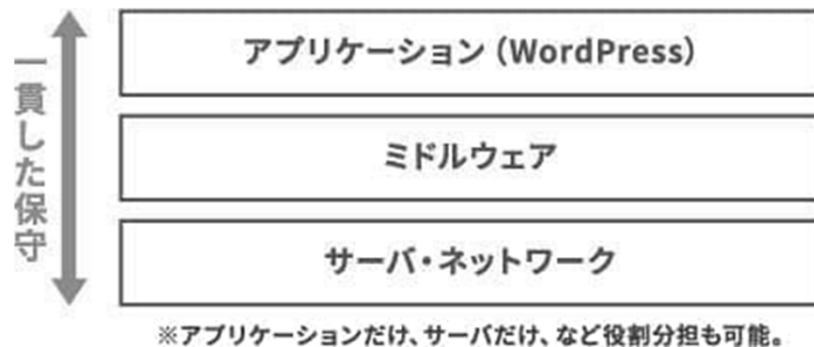 一貫した保守
アプリケーション（WordPress）
ミドルウェア
サーバ・ネットワーク
※アプリケーションだけ、サーバだけ、など役割分担も可能。